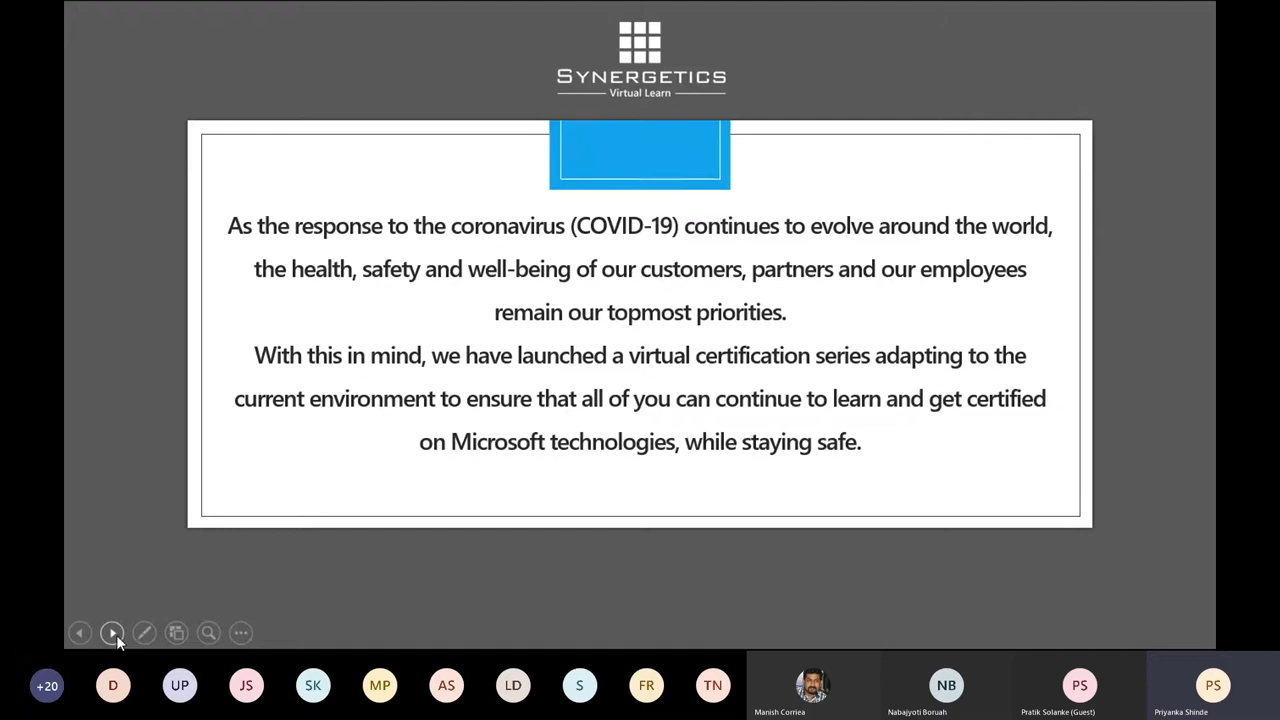 SYNERGETICS
Virtual Learn
As the response to the coronavirus (COVID-19) continues to evolve around the world,
the health, safety and well-being of our customers, partners and our employees
remain our topmost priorities.
With this in mind, we have launched a virtual certification series adapting to the
current environment to ensure that all of you can continue to learn and get certified
on Microsoft technologies, while staying safe.
+20 D UP JS SK MP AS LD S FR TN NB PS PS
Manish Corriea Nabajyoti Boruah Pratik Solanke (Guest) Priyanka Shinde